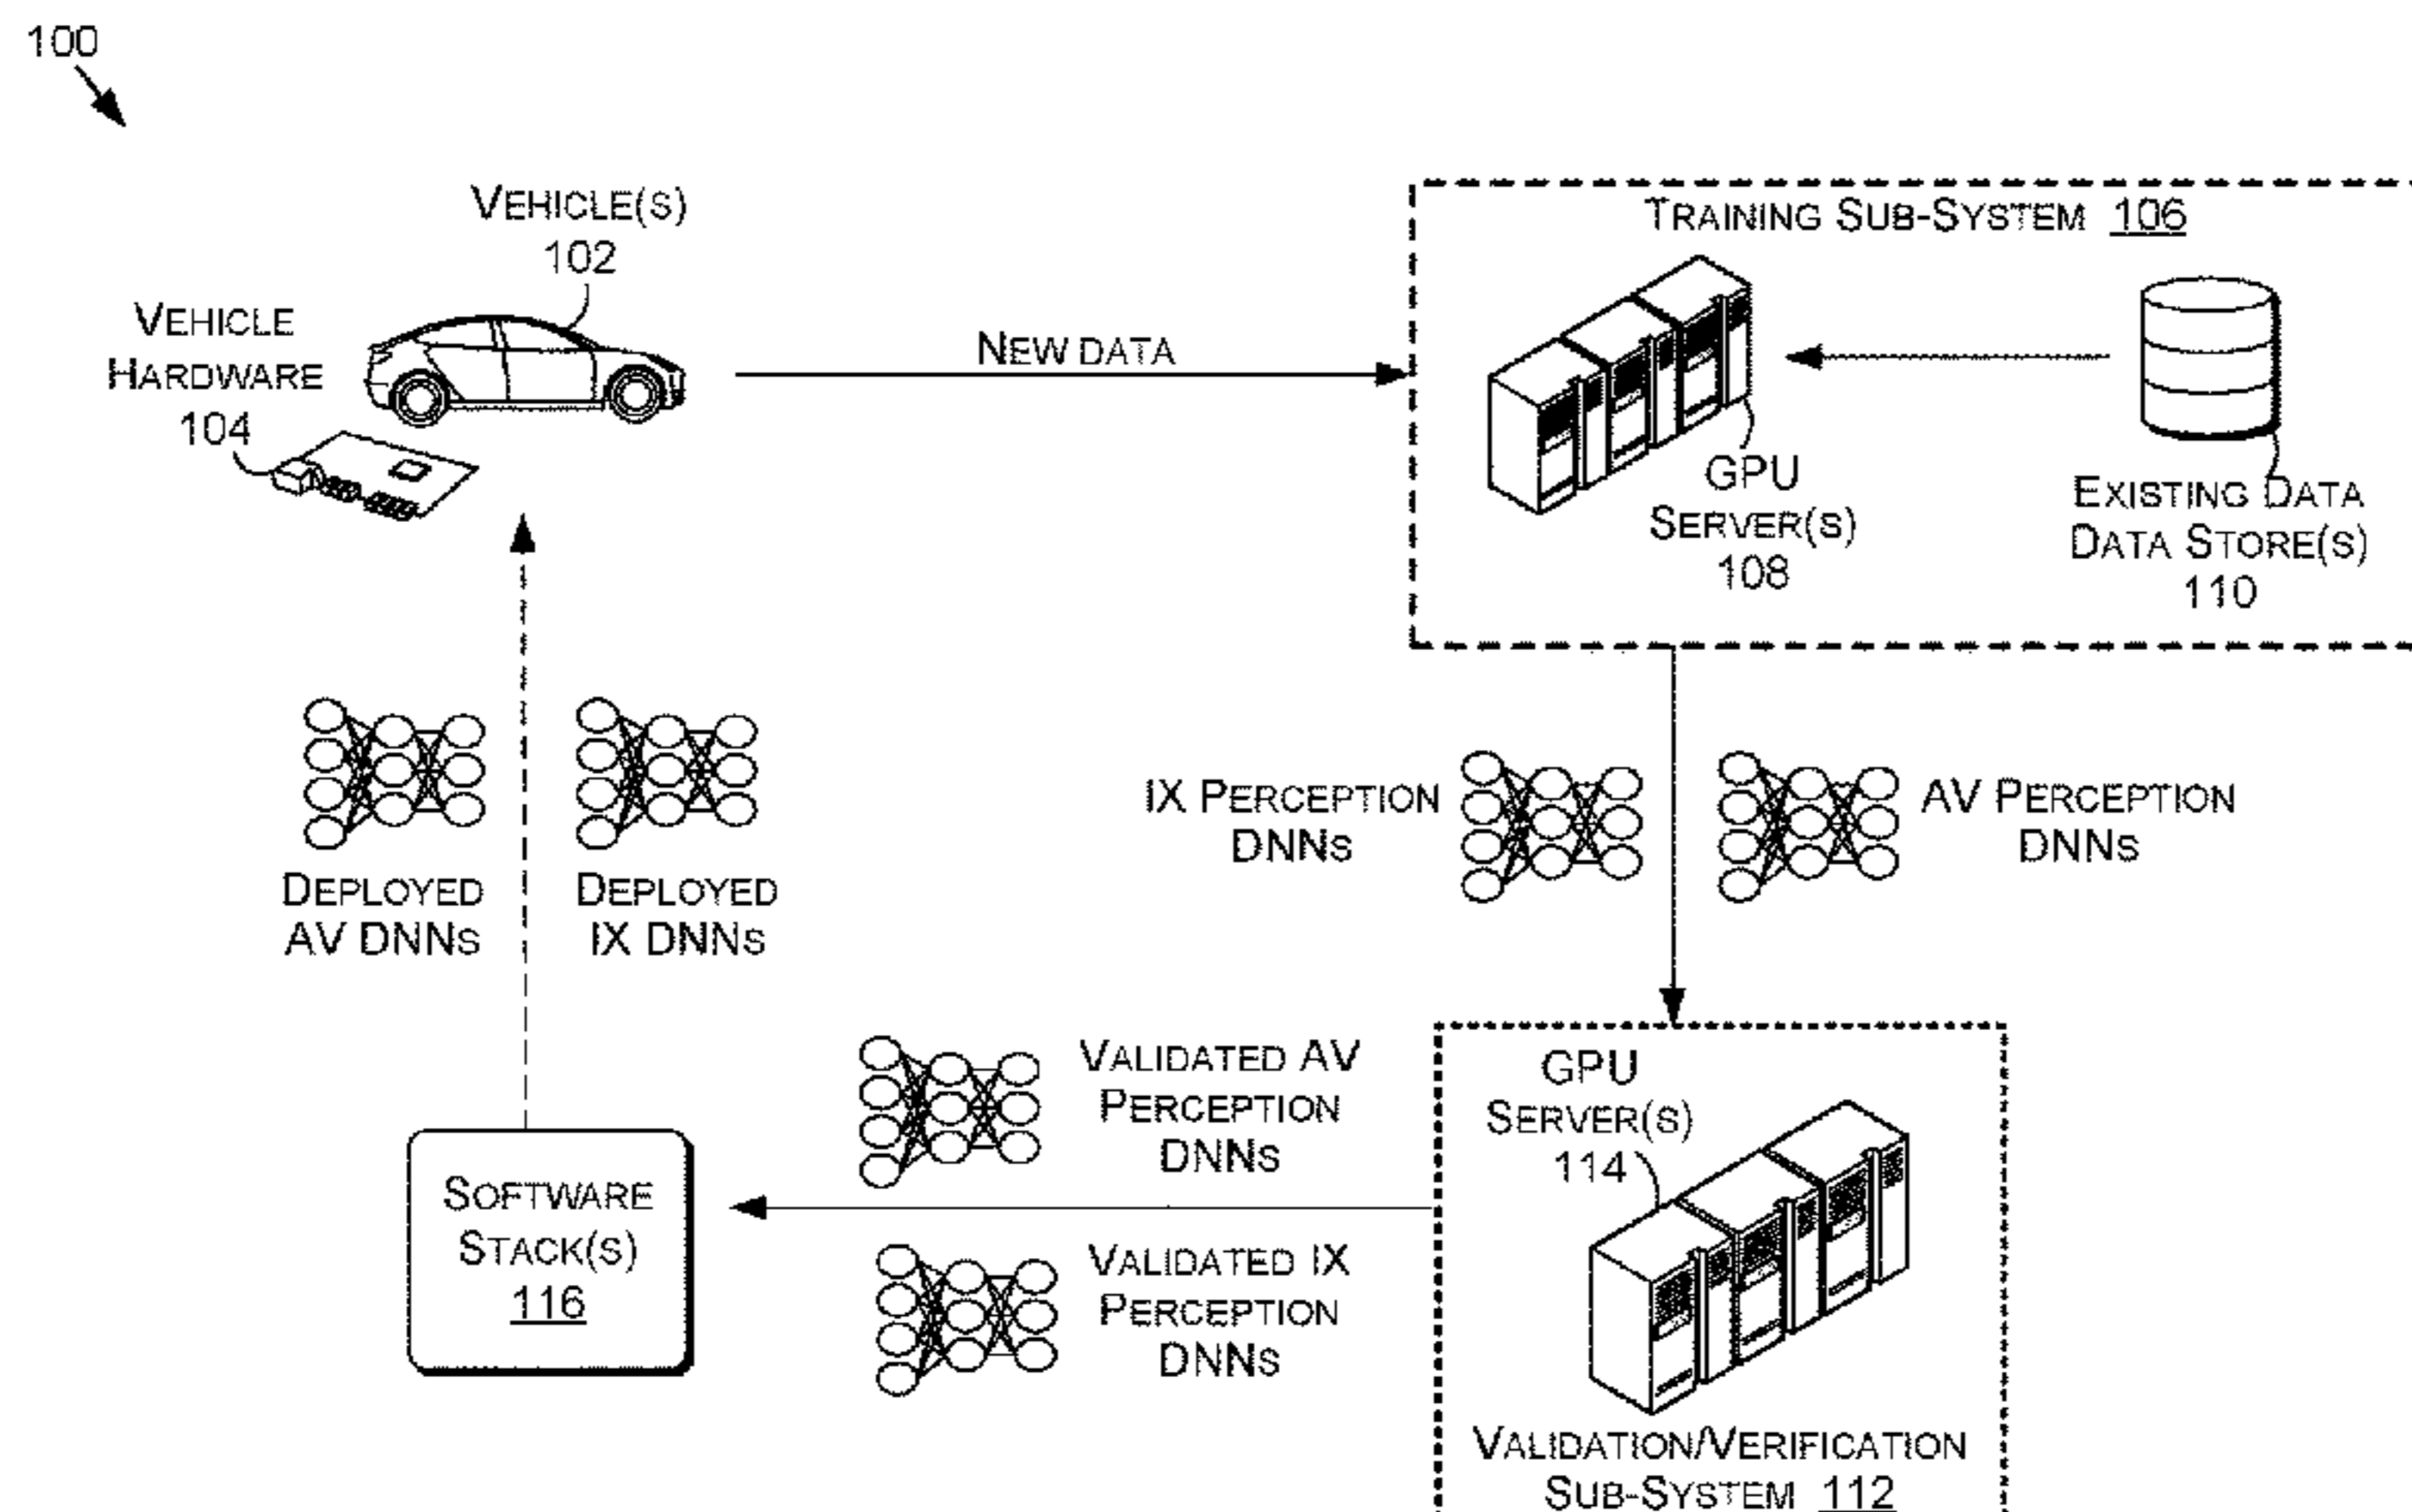 100
VEHICLE(S)
102
VEHICLE
HARDWARE
104
NEW DATA
TRAINING SUB-SYSTEM 106
GPU
SERVER(S)
108
EXISTING DATA
DATA STORE(S)
110
DEPLOYED
AV DNNS
DEPLOYED
IX DNNS
IX PERCEPTION
DNNS
AV PERCEPTION
DNNS
VALIDATED AV
PERCEPTION
DNNS
VALIDATED IX
PERCEPTION
DNNS
SOFTWARE
STACK(S)
116
GPU
SERVER(S)
114
VALIDATION/VERIFICATION
SUB-SYSTEM 112